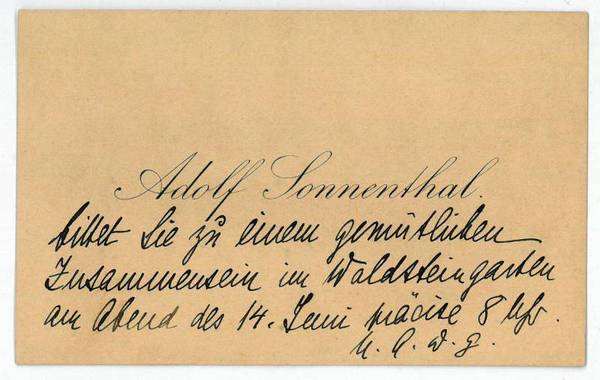 Adolf Sonnenthal.
bittet Sie zu einem gemütlichen
Zusammensein im Waldsteingarten
am Abend des 14. Juni präcise 8 Uhr.
U. A. w. g.